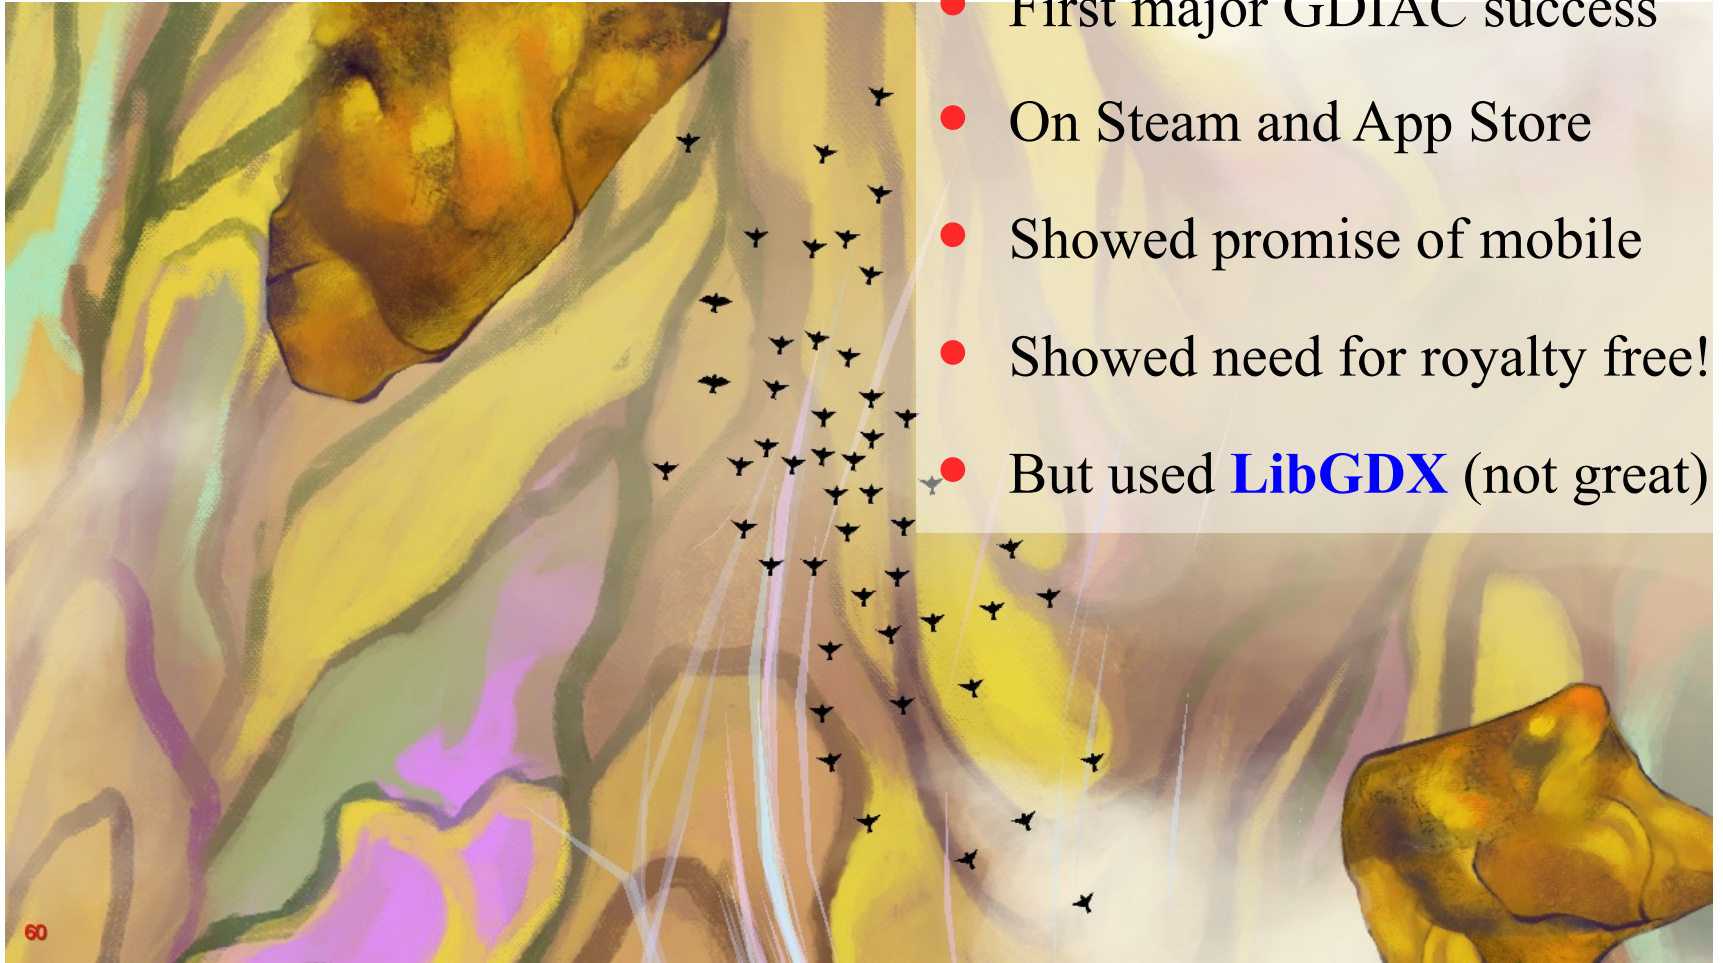 First major GDIAC success
On Steam and App Store
Showed promise of mobile
Showed need for royalty free!
But used LibGDX (not great)
60